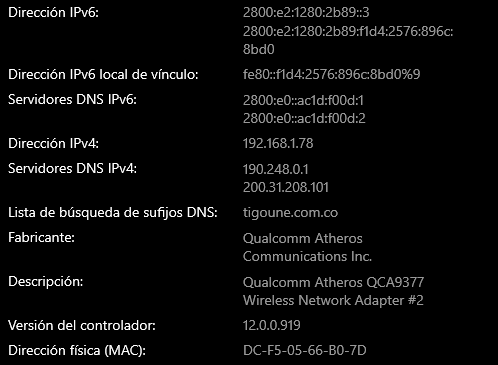 Dirección IPv6: 2800:e2:1280:2b89::3
2800:e2:1280:2b89:f1d4:2576:896c:
8bd0
Dirección IPv6 local de vínculo: fe80::f1d4:2576:896c:8bd0%9
Servidores DNS IPv6: 2800:e0::ac1d:f00d:1
2800:e0::ac1d:f00d:2
Dirección IPv4: 192.168.1.78
Servidores DNS IPv4: 190.248.0.1
200.31.208.101
Lista de búsqueda de sufijos DNS: tigoune.com.co
Fabricante: Qualcomm Atheros
Communications Inc.
Descripción: Qualcomm Atheros QCA9377
Wireless Network Adapter #2
Versión del controlador: 12.0.0.919
Dirección física (MAC): DC-F5-05-66-B0-7D